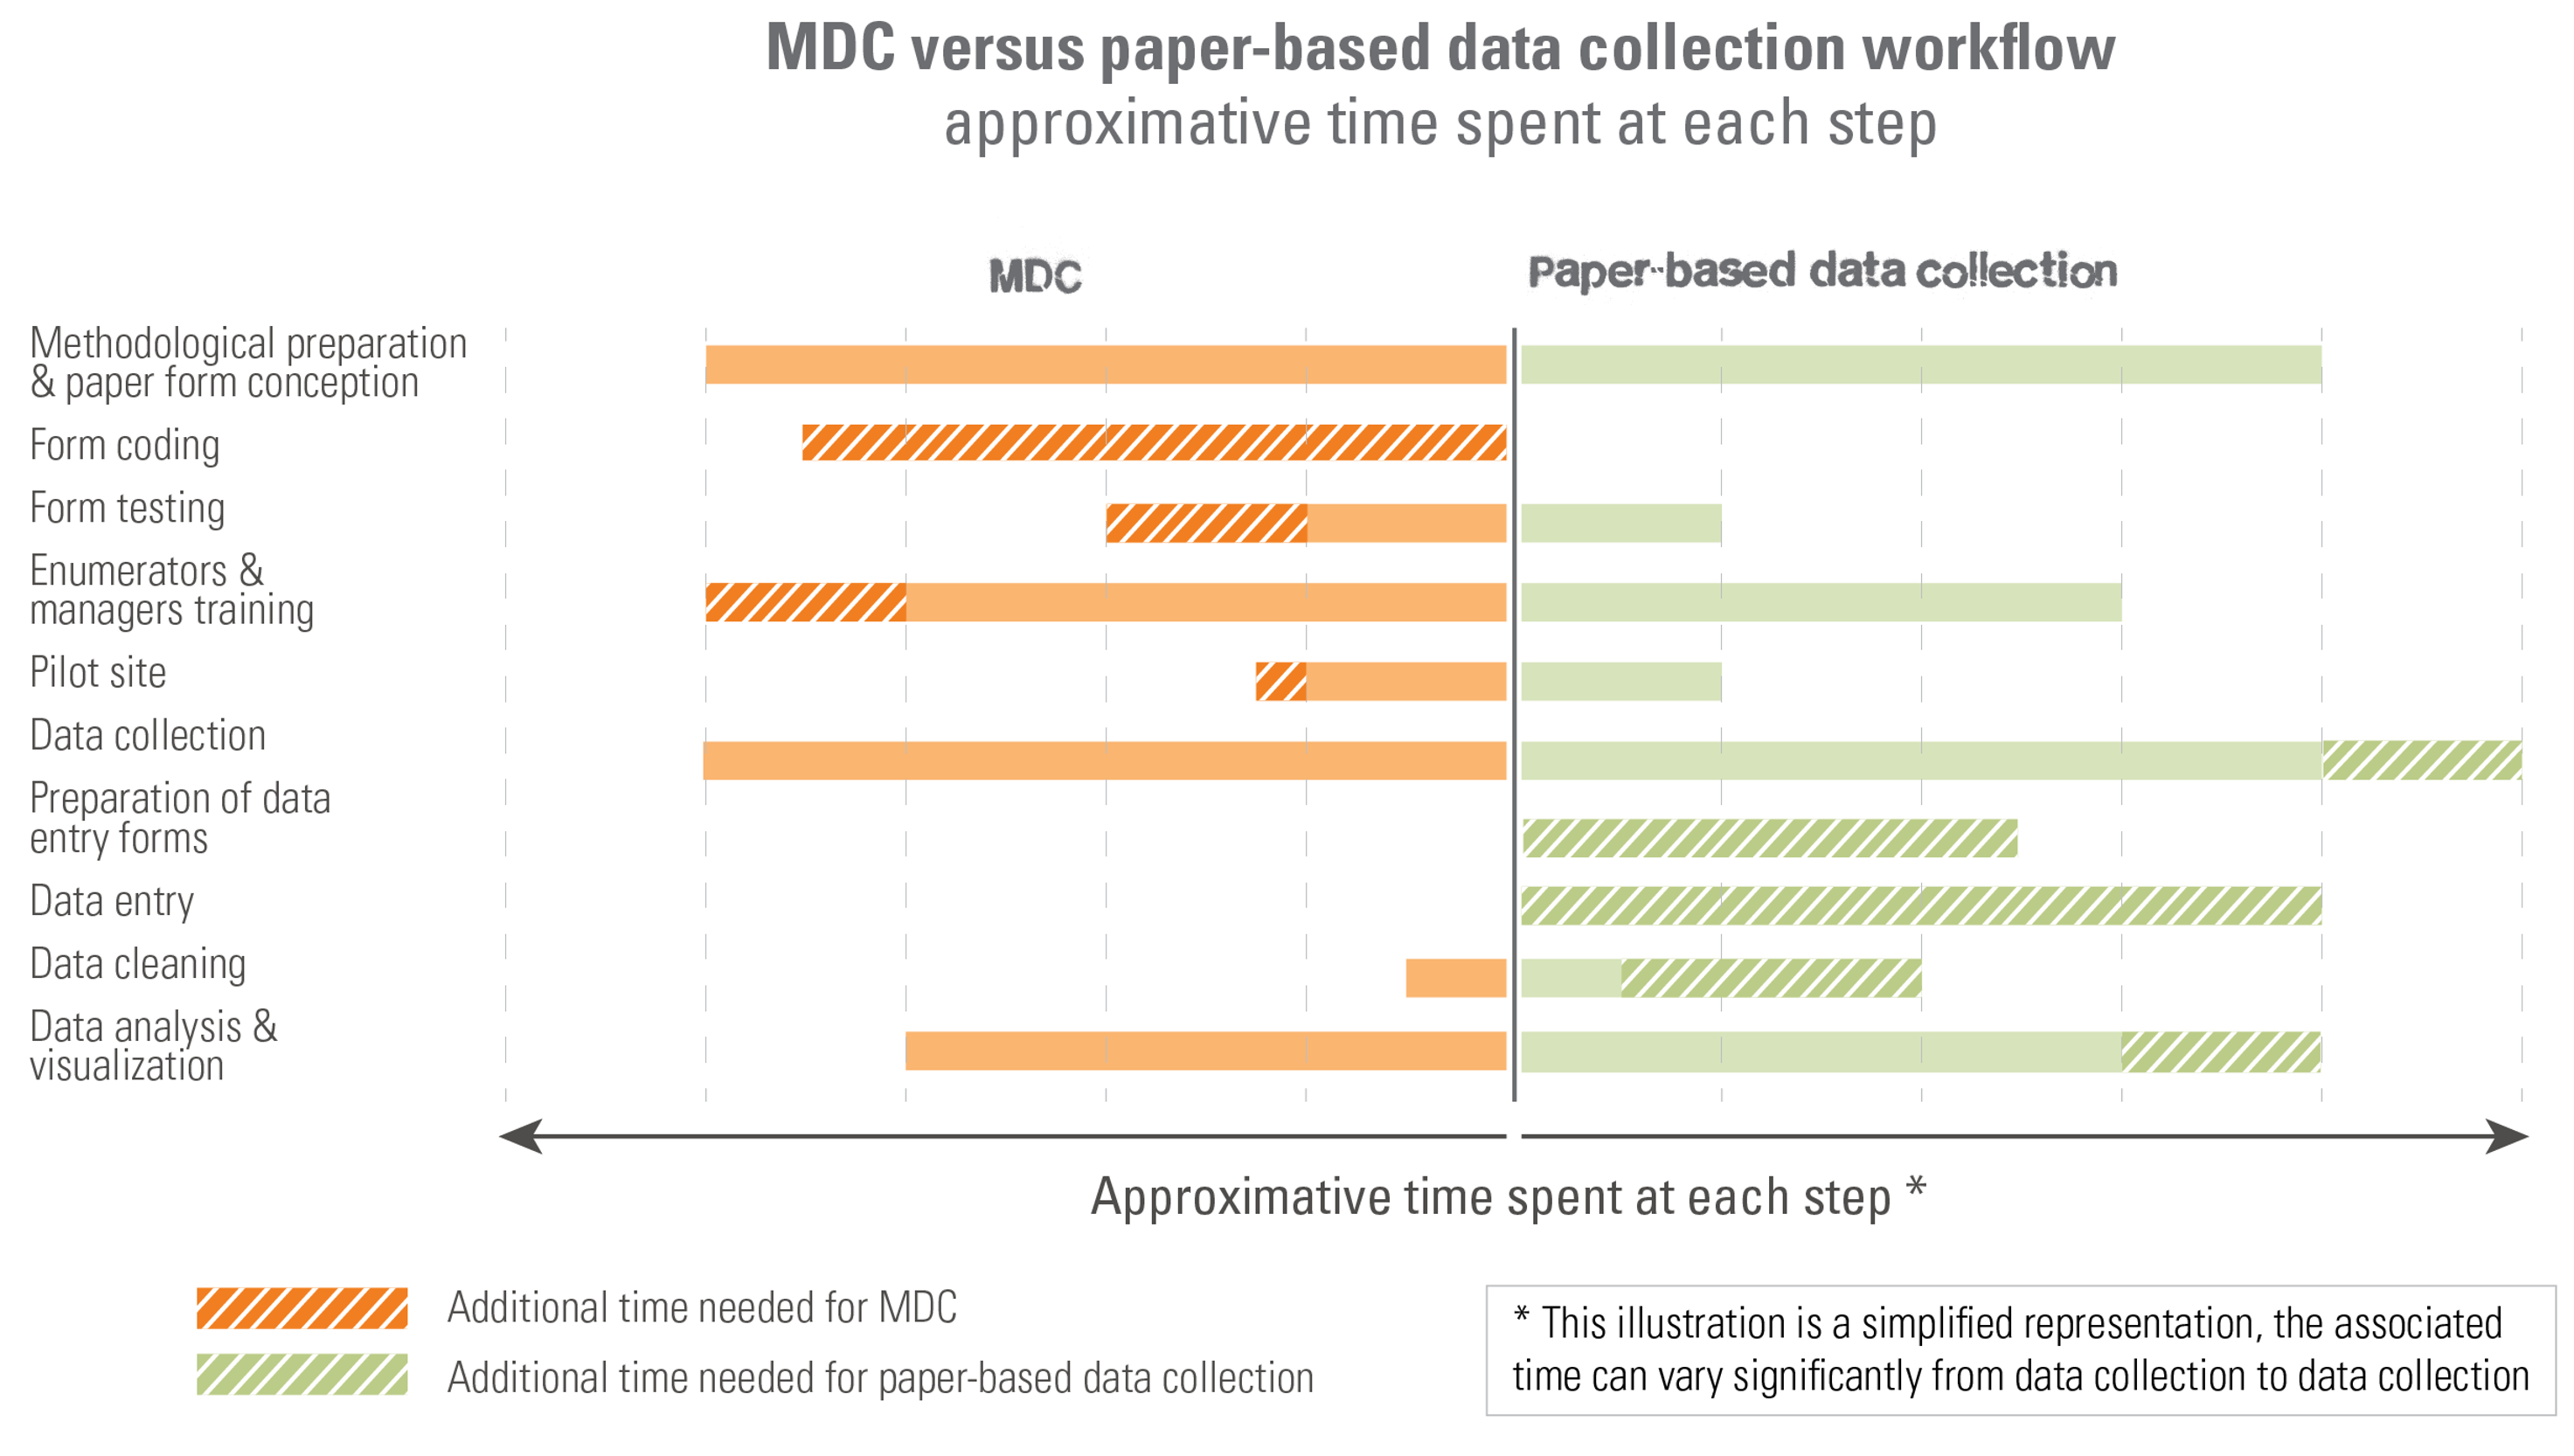 MDC versus paper-based data collection workflow
approximative time spent at each step
MDC
Paper-based data collection
Methodological preparation
& paper form conception
Form coding
Form testing
Enumerators &
managers training
Pilot site
Data collection
Preparation of data
entry forms
Data entry
Data cleaning
Data analysis &
visualization
Approximative time spent at each step *
Additional time needed for MDC
Additional time needed for paper-based data collection
* This illustration is a simplified representation, the associated
time can vary significantly from data collection to data collection